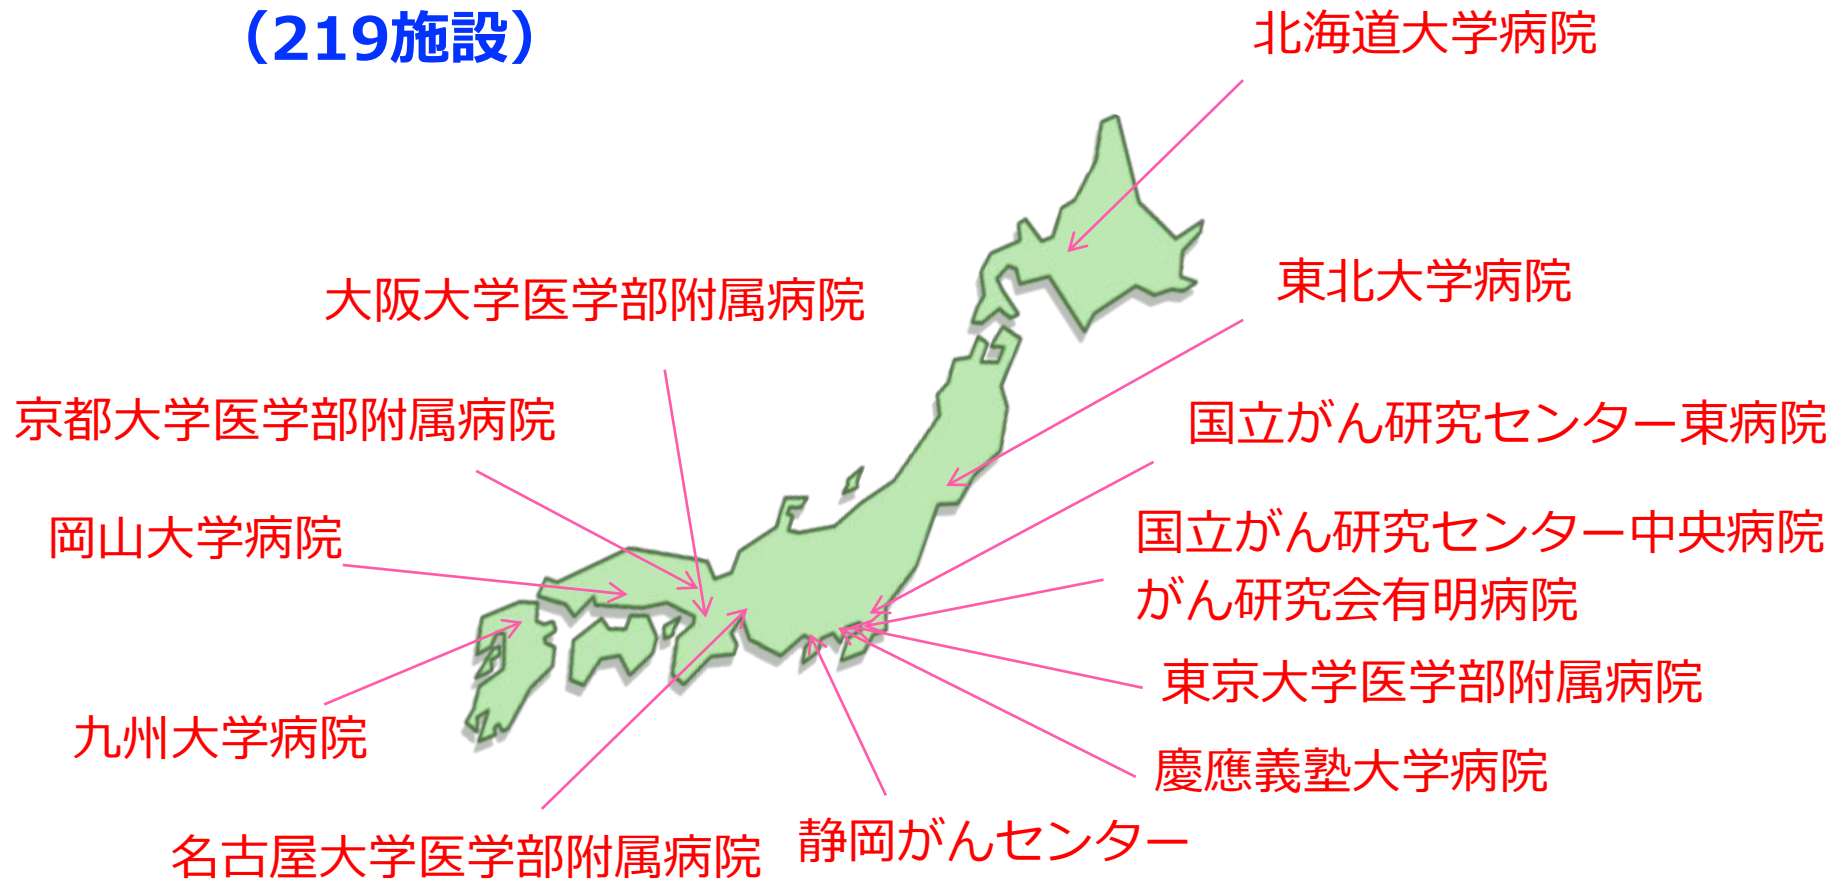 （219施設）
北海道大学病院
東北大学病院
大阪大学医学部附属病院
京都大学医学部附属病院
国立がん研究センター東病院
岡山大学病院
国立がん研究センター中央病院
がん研究会有明病院
東京大学医学部附属病院
九州大学病院
慶應義塾大学病院
静岡がんセンター
名古屋大学医学部附属病院